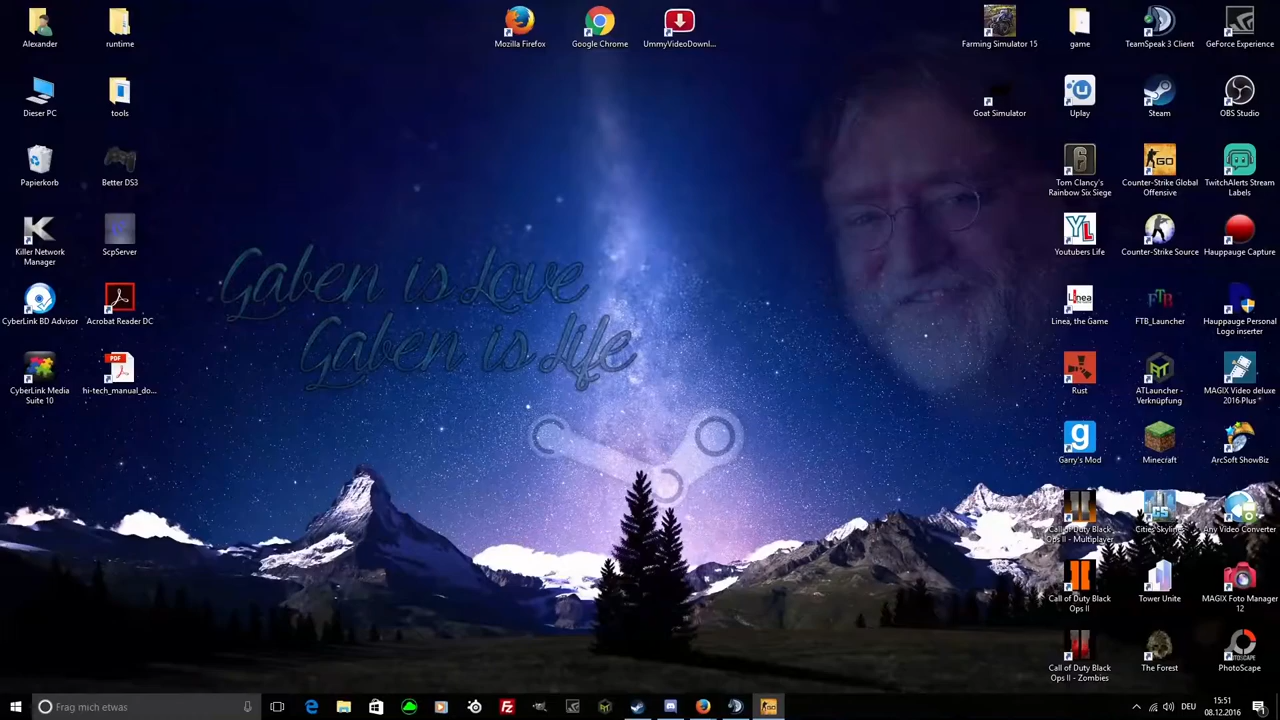 Alexander
runtime
Mozilla Firefox
Google Chrome
UmmyVideoDownl...
Farming Simulator 15
game
TeamSpeak 3 Client
GeForce Experience
Dieser PC
tools
Goat Simulator
Uplay
Steam
OBS Studio
Papierkorb
Better DS3
Tom Clancy's
Rainbow Six Siege
Counter-Strike Global
Offensive
TwitchAlerts Stream
Labels
Killer Network
Manager
ScpServer
Youtubers Life
Counter-Strike Source
Hauppauge Capture
Gaben is Love
Gaben is life
CyberLink BD Advisor
Acrobat Reader DC
Linea, the Game
FTB_Launcher
Hauppauge Personal
Logo inserter
CyberLink Media
Suite 10
hi-tech_manual_do...
Rust
ATLauncher -
Verknüpfung
MAGIX Video deluxe
2016 Plus
Garry's Mod
Minecraft
ArcSoft ShowBiz
Call of Duty Black
Ops II - Multiplayer
Cities Skylines
Any Video Converter
Call of Duty Black
Ops II
Tower Unite
MAGIX Foto Manager
12
Call of Duty Black
Ops II - Zombies
The Forest
PhotoScape
Frag mich etwas
DEU
15:51
08.12.2016